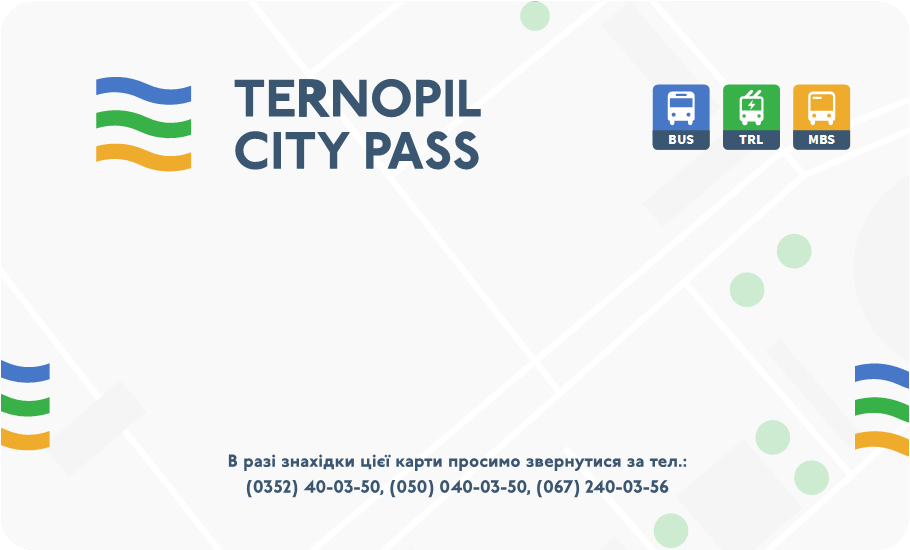 TERNOPIL
CITY PASS
BUS TRL MBS
В разі знахідки цієї карти просимо звернутися за тел.:
(0352) 40-03-50, (050) 040-03-50, (067) 240-03-56